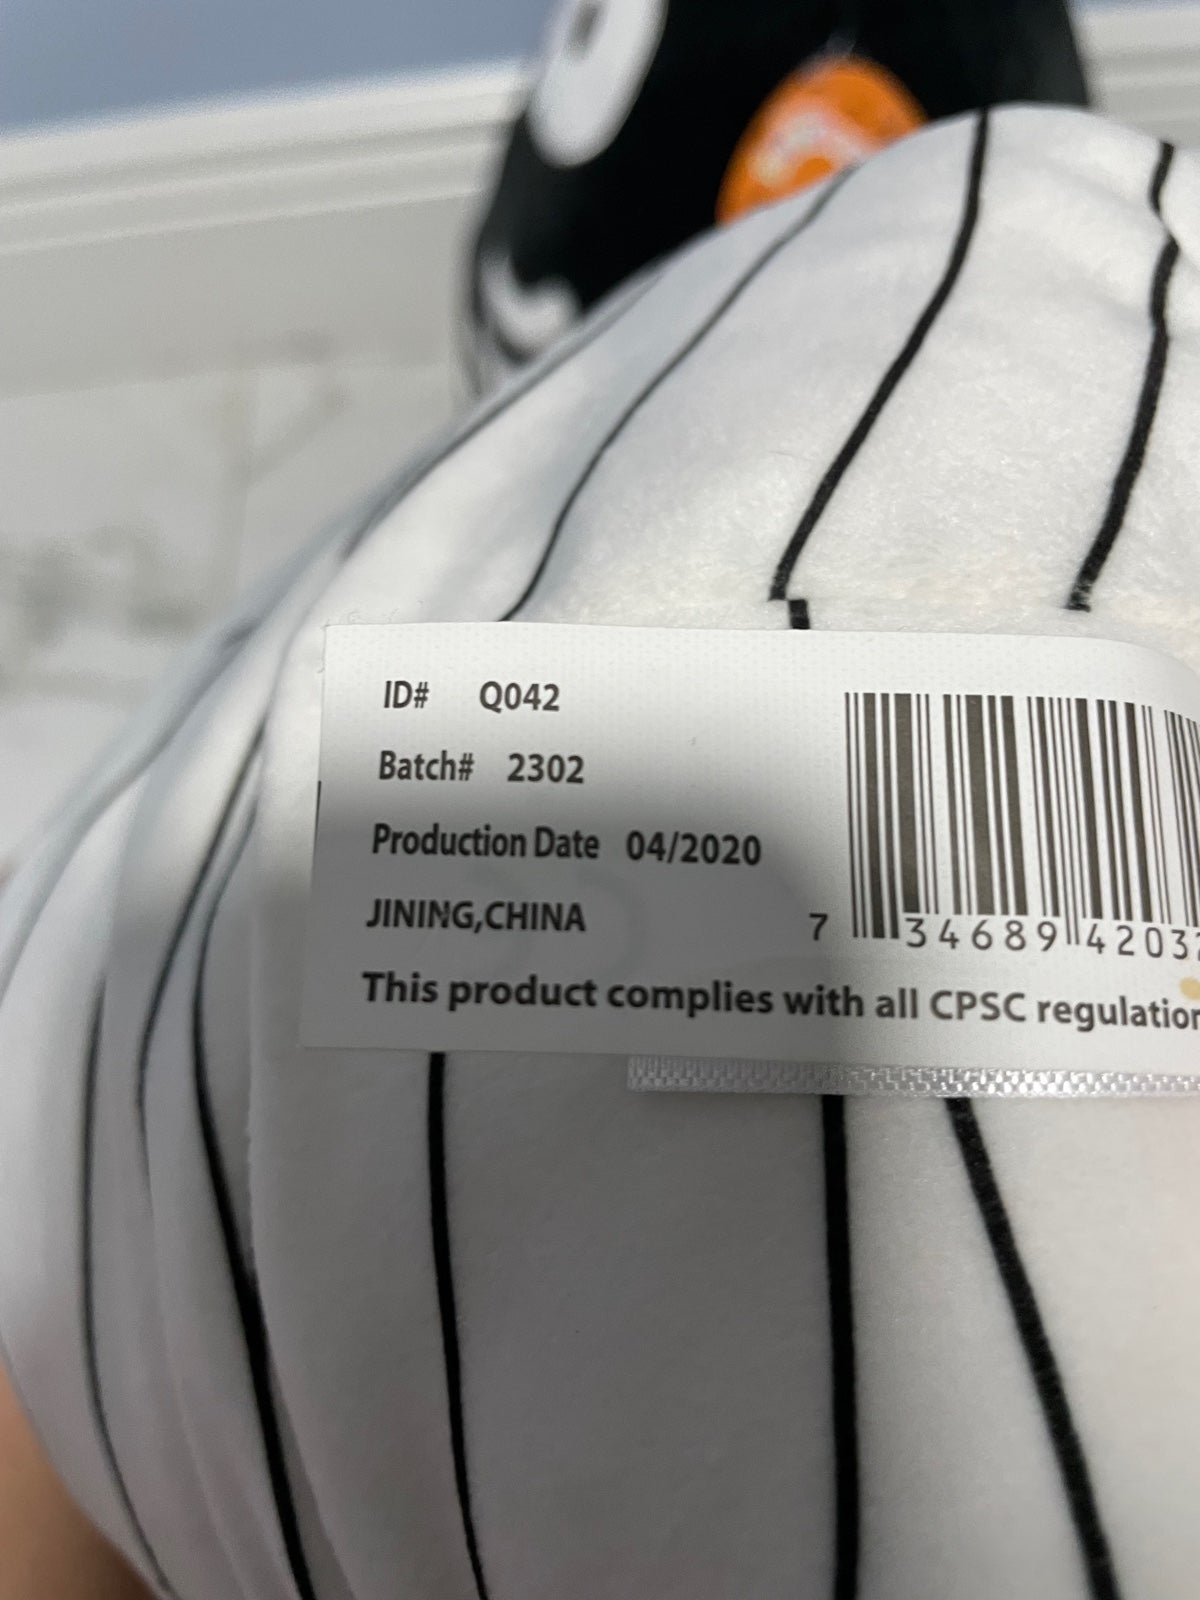 ID# Q042
Batch# 2302
Production Date 04/2020
JINING,CHINA
7 34689 4203
This product complies with all CPSC